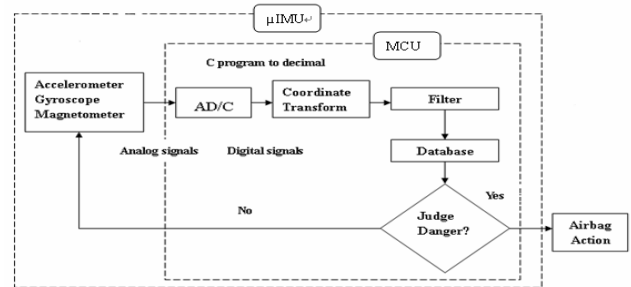 μIMU↵
MCU
C program to decimal
Accelerometer
Gyroscope
Magnetometer
AD/C
Coordinate
Transform
Filter
Analog signals
Digital signals
Database
Yes
No
Judge
Danger?
Airbag
Action